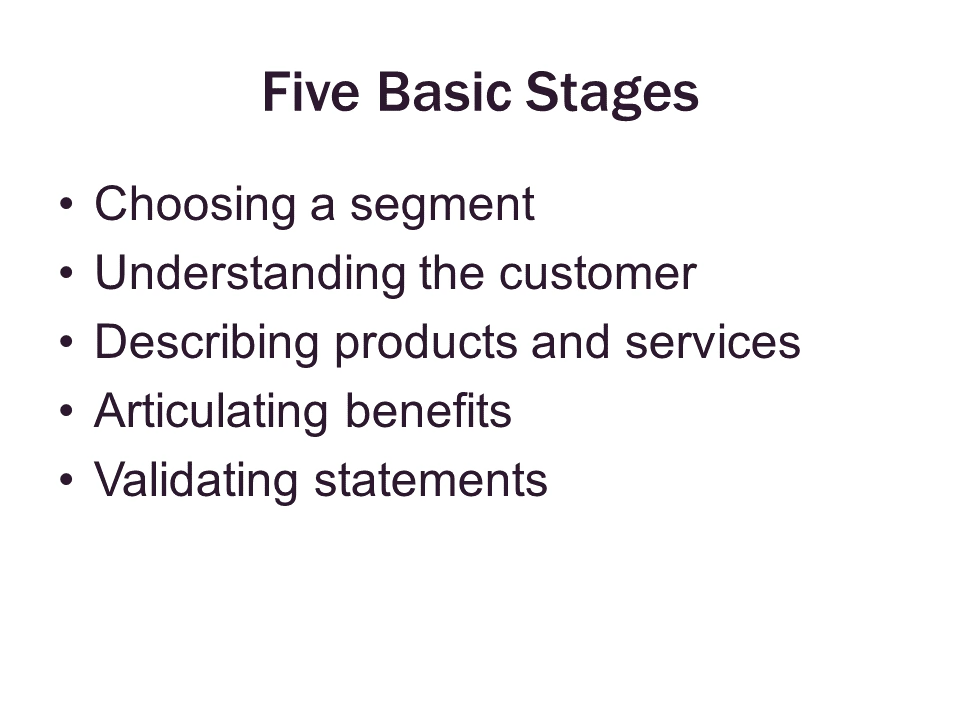 Five Basic Stages
• Choosing a segment
• Understanding the customer
• Describing products and services
• Articulating benefits
• Validating statements